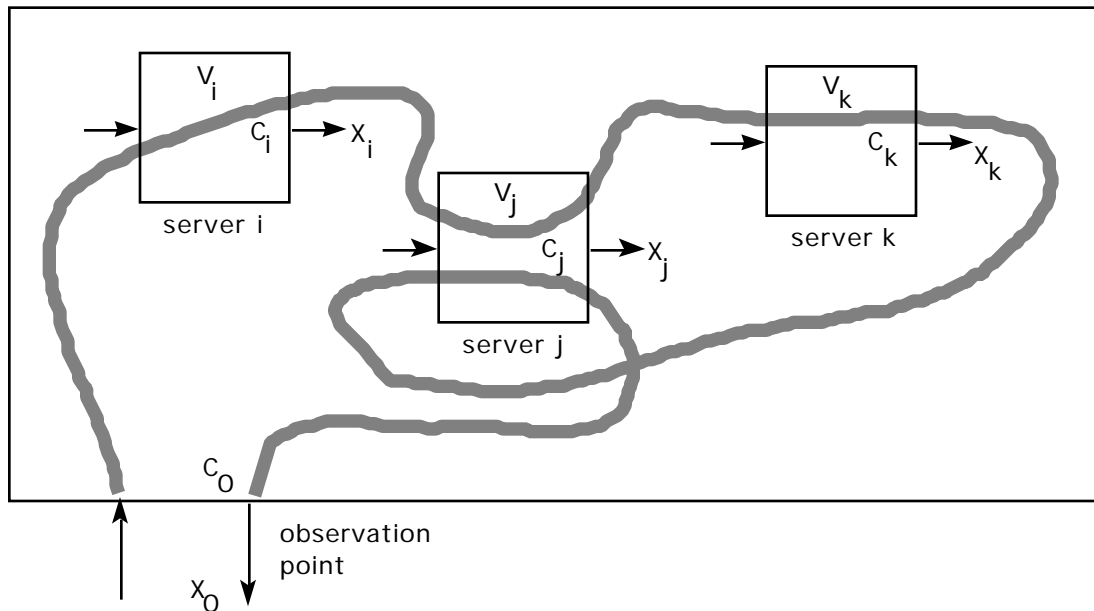 V_i
C_i
X_i
server i
V_j
C_j
X_j
server j
V_k
C_k
X_k
server k
C_0
X_0
observation
point